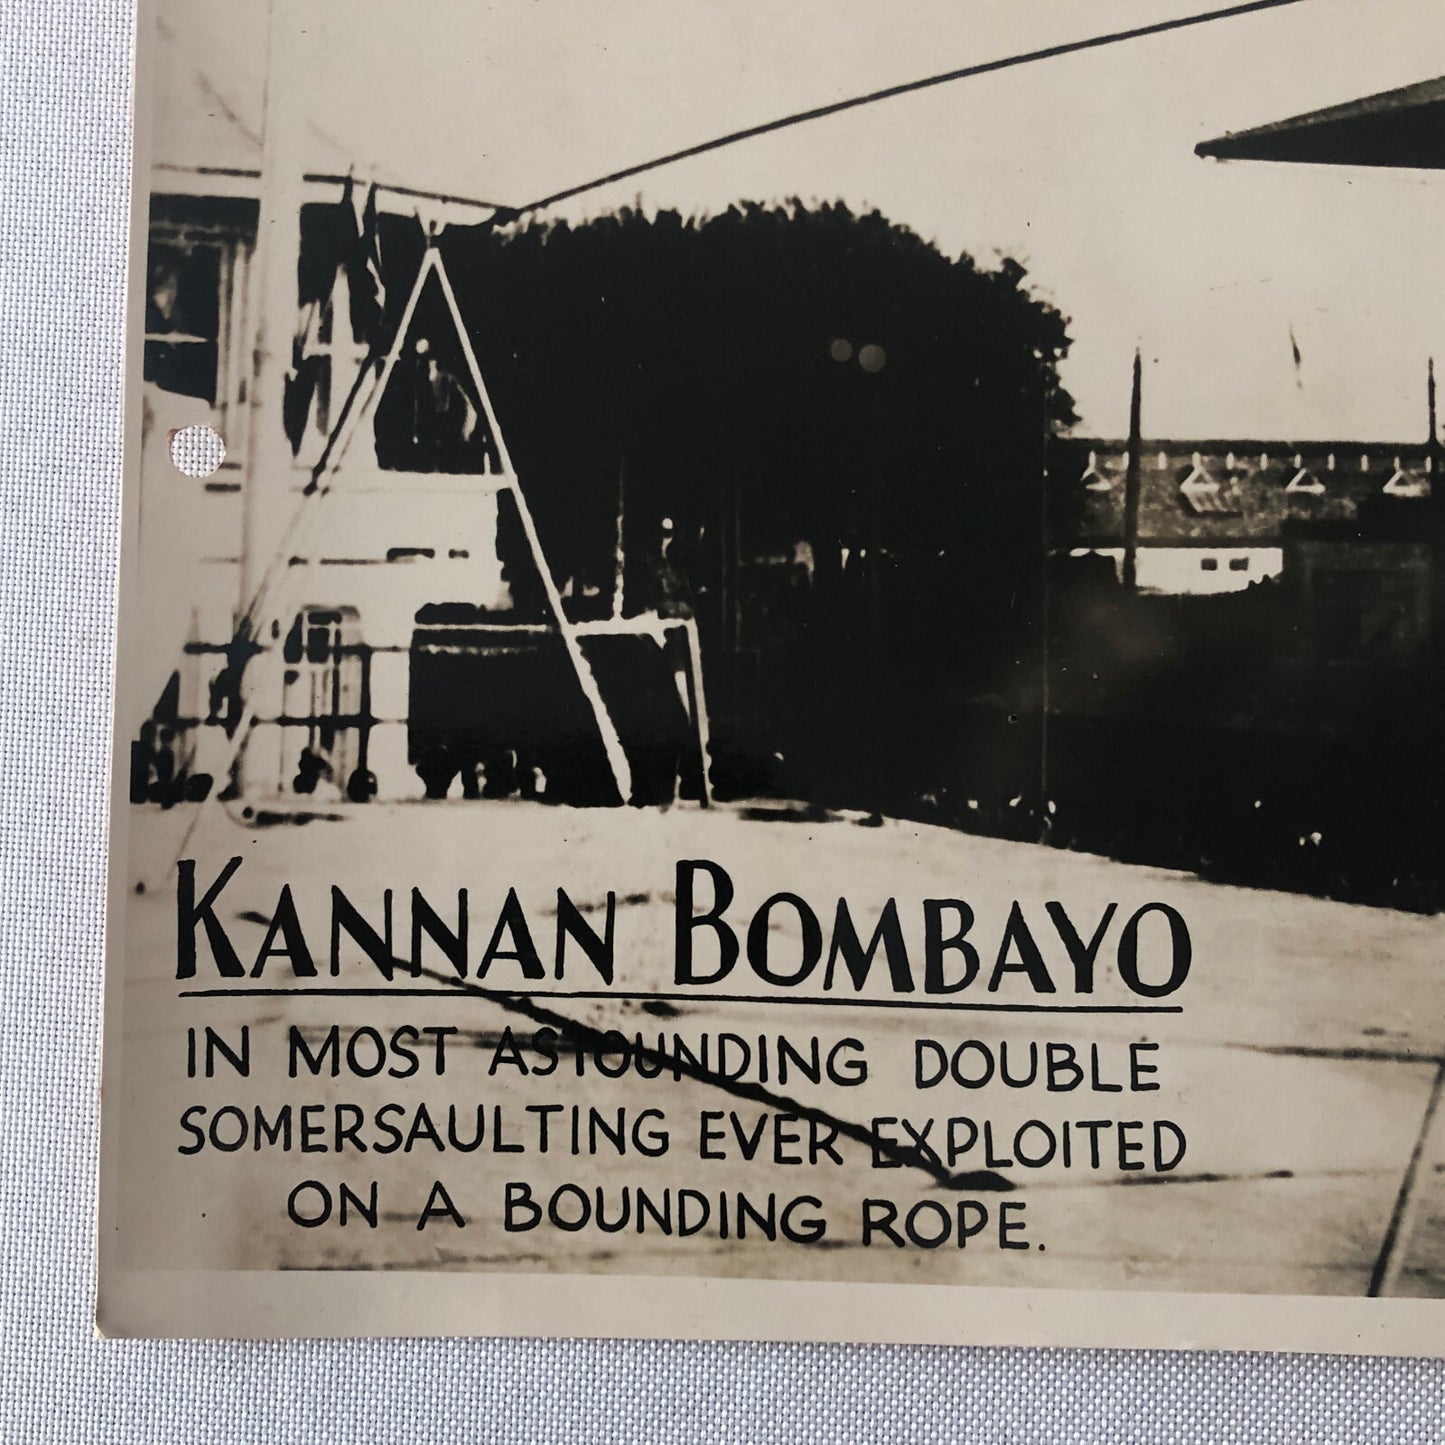 KANNAN BOMBAYO
IN MOST ASTOUNDING DOUBLE
SOMERSAULTING EVER EXPLOITED
ON A BOUNDING ROPE.